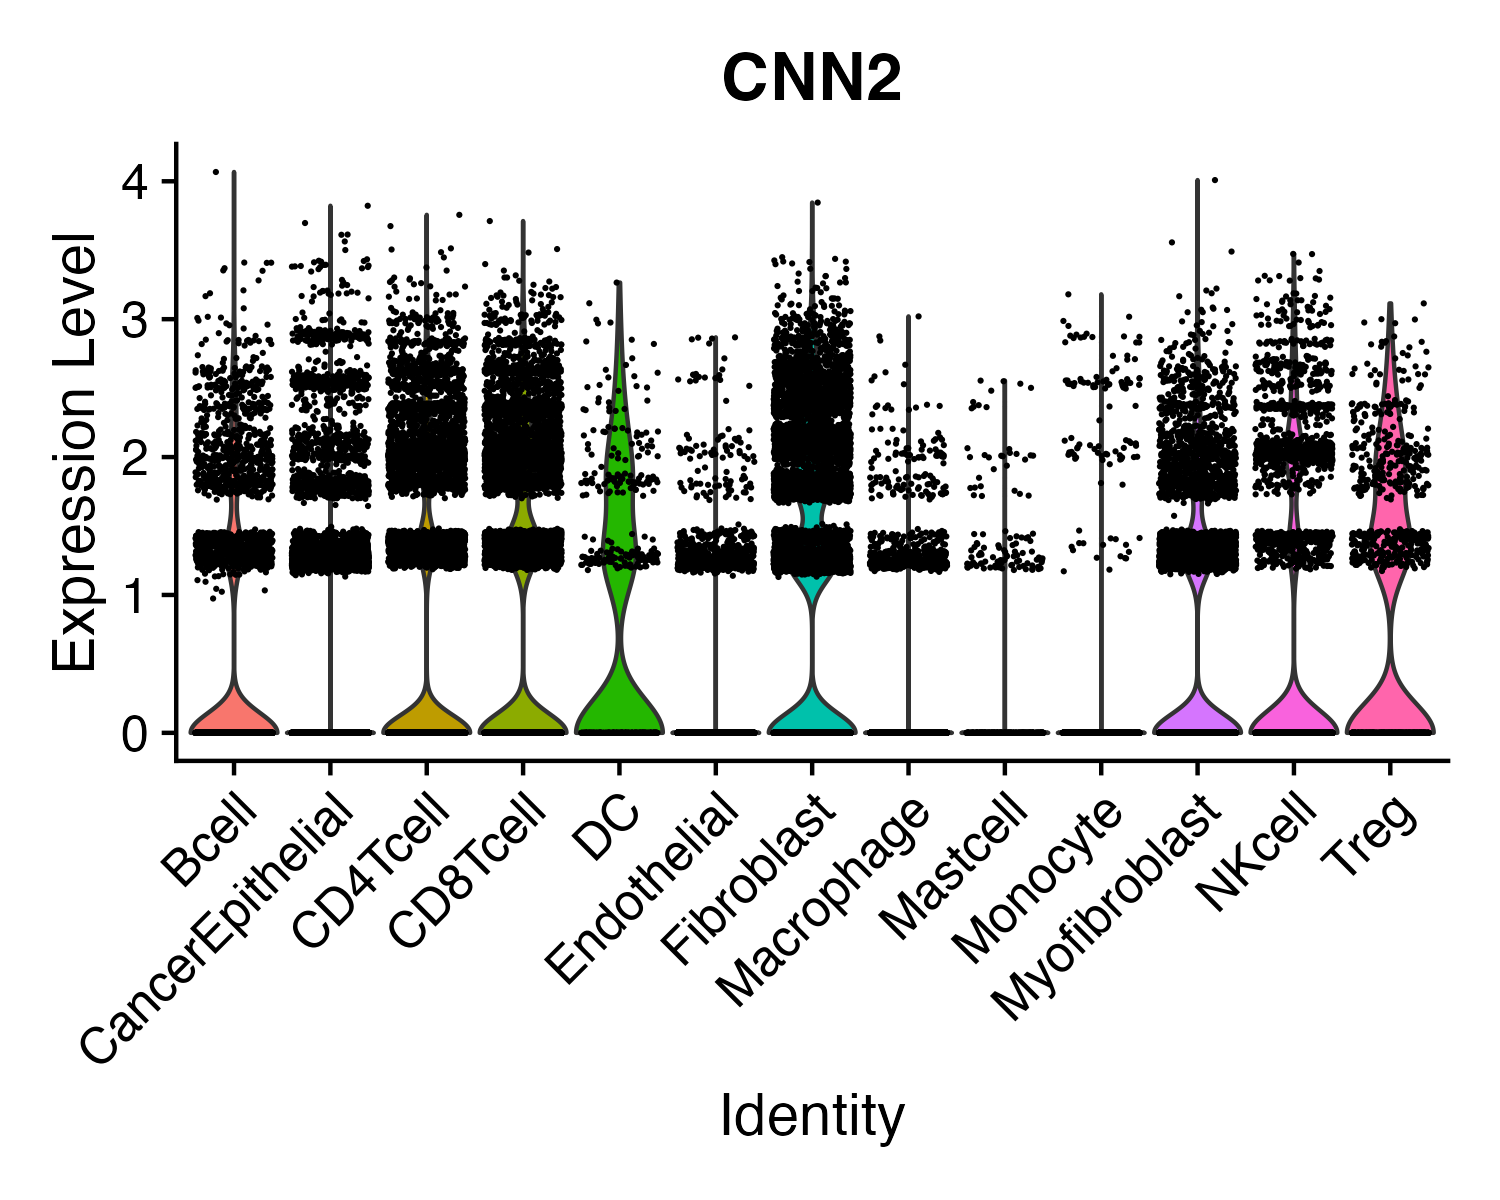 CNN2
Expression Level
4
3
2
1
0
Bcell
CancerEpithelial
CD4Tcell
CD8Tcell
DC
Endothelial
Fibroblast
Macrophage
Mastcell
Monocyte
Myofibroblast
NKcell
Treg
Identity